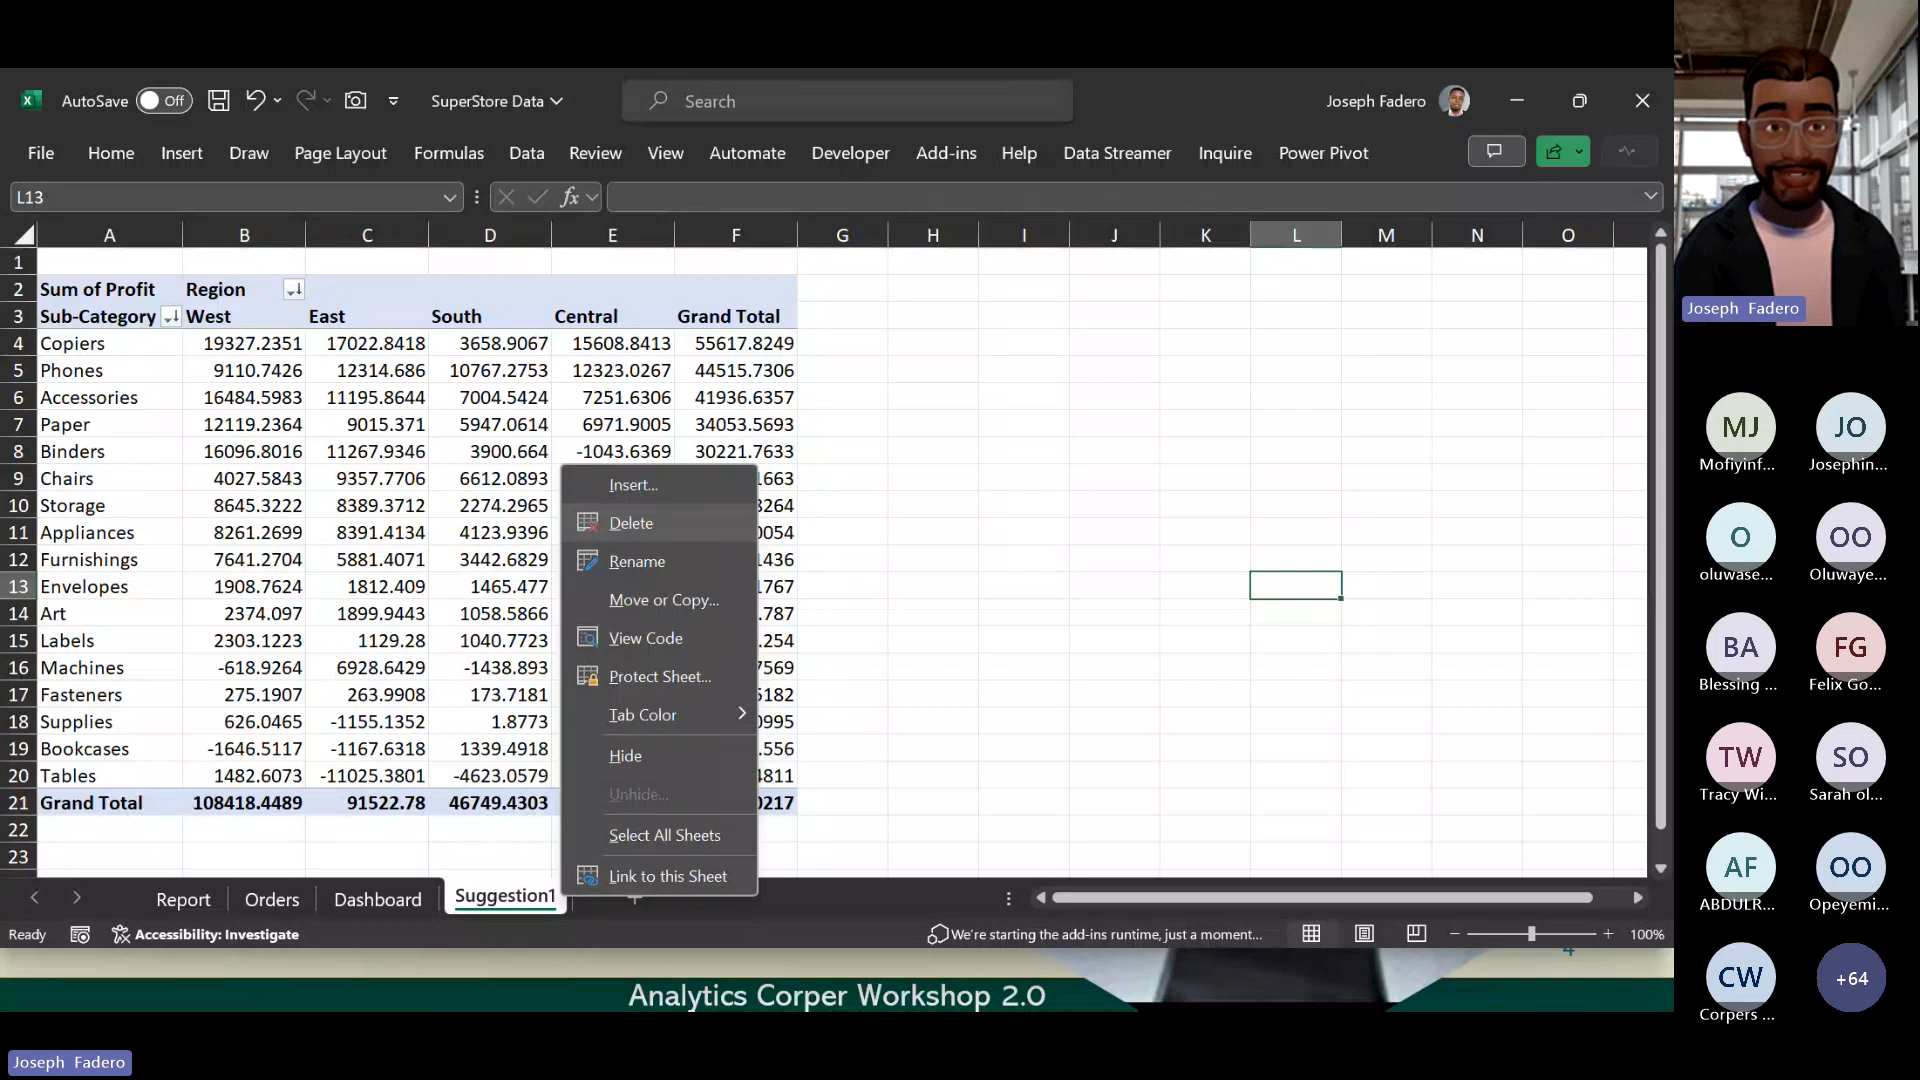 AutoSave Off SuperStore Data Search Joseph Fadero
File Home Insert Draw Page Layout Formulas Data Review View Automate Developer Add-ins Help Data Streamer Inquire Power Pivot
L13 fx
A B C D E F G H I J K L M N O
1
2 Sum of Profit Region
3 Sub-Category West East South Central Grand Total
4 Copiers 19327.2351 17022.8418 3658.9067 15608.8413 55617.8249
5 Phones 9110.7426 12314.686 10767.2753 12323.0267 44515.7306
6 Accessories 16484.5983 11195.8644 7004.5424 7251.6306 41936.6357
7 Paper 12119.2364 9015.371 5947.0614 6971.9005 34053.5693
8 Binders 16096.8016 11267.9346 3900.664 -1043.6369 30221.7633
9 Chairs 4027.5843 9357.7706 6612.0893
10 Storage 8645.3222 8389.3712 2274.2965
11 Appliances 8261.2699 8391.4134 4123.9396
12 Furnishings 7641.2704 5881.4071 3442.6829
13 Envelopes 1908.7624 1812.409 1465.477
14 Art 2374.097 1899.9443 1058.5866
15 Labels 2303.1223 1129.28 1040.7723
16 Machines -618.9264 6928.6429 -1438.893
17 Fasteners 275.1907 263.9908 173.7181
18 Supplies 626.0465 -1155.1352 1.8773
19 Bookcases -1646.5117 -1167.6318 1339.4918
20 Tables 1482.6073 -11025.3801 -4623.0579
21 Grand Total 108418.4489 91522.78 46749.4303
22
23
Insert...
Delete
Rename
Move or Copy...
View Code
Protect Sheet...
Tab Color
Hide
Unhide...
Select All Sheets
Link to this Sheet
Report Orders Dashboard Suggestion1
Ready Accessibility: Investigate We're starting the add-ins runtime, just a moment... 100%
4
Analytics Corper Workshop 2.0
Joseph Fadero
Joseph Fadero
MJ JO
Mofiyinf... Josephin...
O OO
oluwase... Oluwaye...
BA FG
Blessing ... Felix Go...
TW SO
Tracy Wi... Sarah ol...
AF OO
ABDULR... Opeyemi...
CW +64
Corpers ...